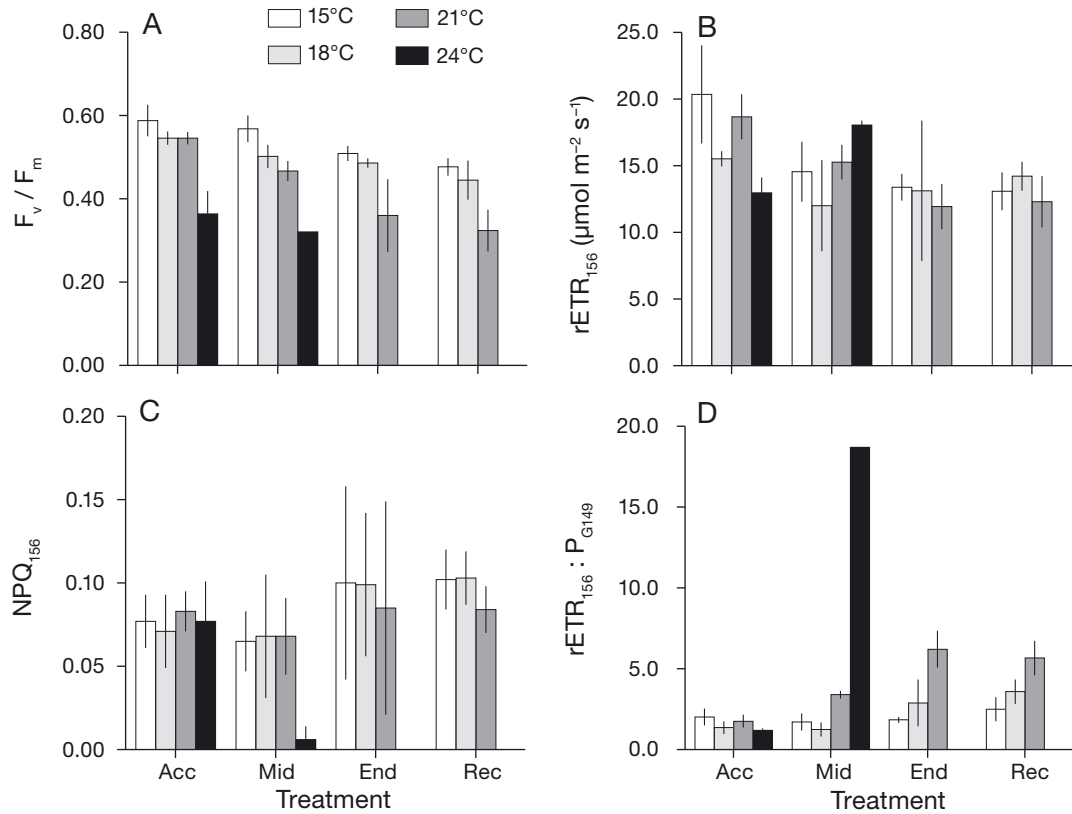 A
15°C
21°C
18°C
24°C
0.80
0.60
0.40
0.20
0.00
Fv / Fm
B
25.0
20.0
15.0
10.0
5.0
0.0
rETR156 (µmol m−2 s−1)
C
0.20
0.15
0.10
0.05
0.00
NPQ156
Acc Mid End Rec
Treatment
D
20.0
15.0
10.0
5.0
0.0
rETR156 : PG149
Acc Mid End Rec
Treatment